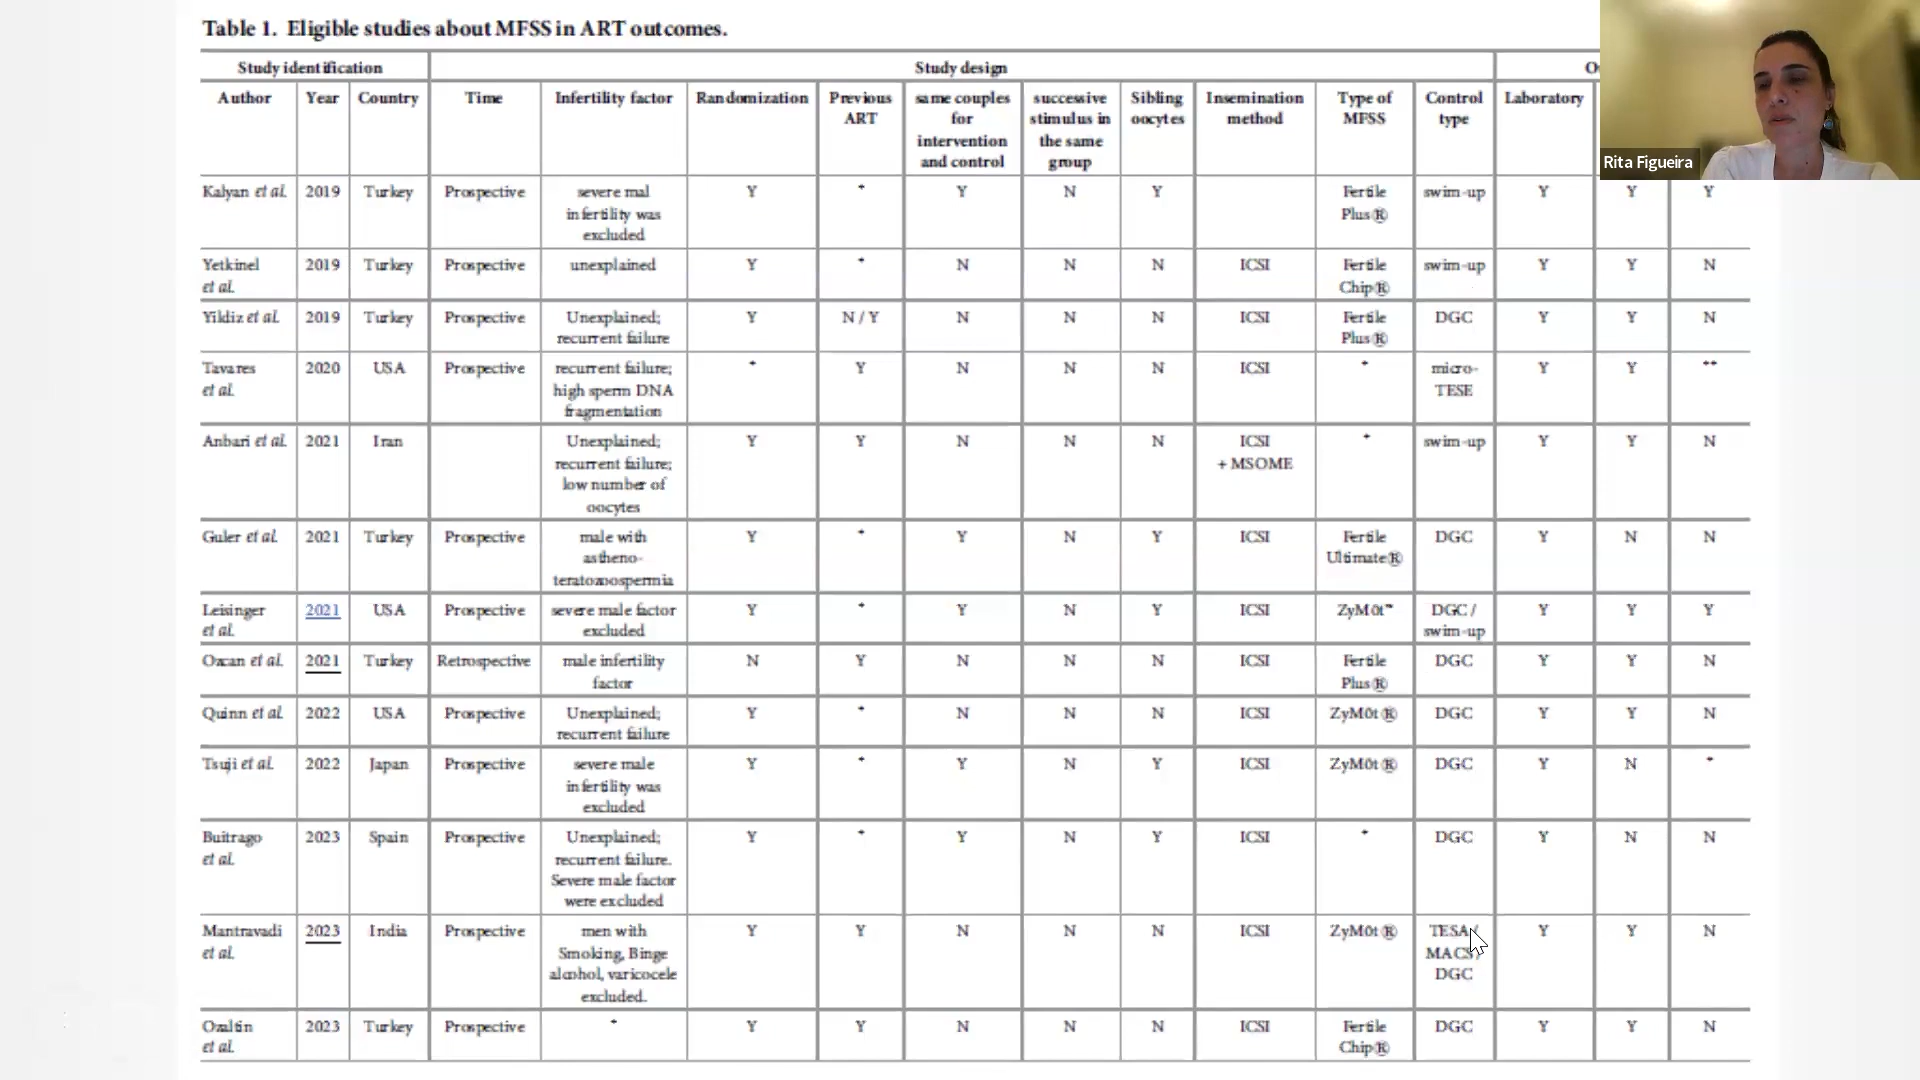 Table 1. Eligible studies about MFSS in ART outcomes.
Study identification Study design
Author Year Country Time Infertility factor Randomization Previous ART same couples for intervention and control successive stimulus in the same group Sibling oocytes Insemination method Type of MFSS Control type Laboratory
Rita Figueira
Kalyan et al. 2019 Turkey Prospective severe mal infertility was excluded Y * Y N Y Fertile Plus® swim-up Y Y Y
Yetkinel et al. 2019 Turkey Prospective unexplained Y * N N N ICSI Fertile Chip® swim-up Y Y N
Yildiz et al. 2019 Turkey Prospective Unexplained; recurrent failure Y N / Y N N N ICSI Fertile Plus® DGC Y Y N
Tavares et al. 2020 USA Prospective recurrent failure; high sperm DNA fragmentation * Y N N N ICSI * micro-TESE Y Y **
Anbari et al. 2021 Iran Unexplained; recurrent failure; low number of oocytes Y Y N N N ICSI + MSOME * swim-up Y Y N
Guler et al. 2021 Turkey Prospective male with astheno-teratozoospermia Y * Y N Y ICSI Fertile Ultimate® DGC Y N N
Leisinger et al. 2021 USA Prospective severe male factor excluded Y * Y N Y ICSI ZyMōt™ DGC / swim-up Y Y Y
Ozcan et al. 2021 Turkey Retrospective male infertility factor N Y N N N ICSI Fertile Plus® DGC Y Y N
Quinn et al. 2022 USA Prospective Unexplained; recurrent failure Y * N N N ICSI ZyMōt® DGC Y Y N
Tsuji et al. 2022 Japan Prospective severe male infertility was excluded Y * Y N Y ICSI ZyMōt® DGC Y N *
Buitrago et al. 2023 Spain Prospective Unexplained; recurrent failure. Severe male factor were excluded Y * Y N Y ICSI * DGC Y N N
Mantravadi et al. 2023 India Prospective men with Smoking, Binge alcohol, varicocele excluded. Y Y N N N ICSI ZyMōt® TESA / MACS / DGC Y Y N
Ozaltin et al. 2023 Turkey Prospective * Y Y N N N ICSI Fertile Chip® DGC Y Y N